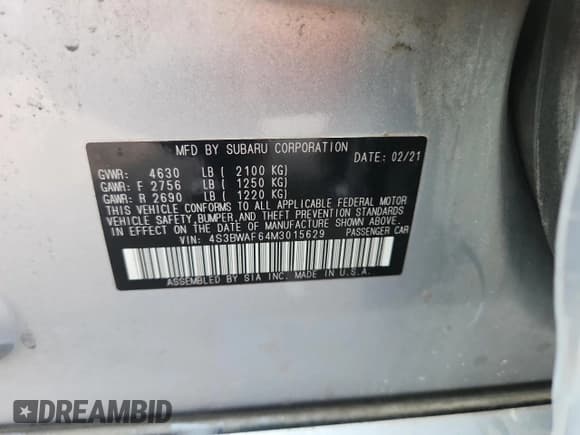 MFD BY SUBARU CORPORATION
DATE: 02/21
GVWR: 4630 LB ( 2100 KG)
GAWR: F 2756 LB ( 1250 KG)
GAWR: R 2690 LB ( 1220 KG)
THIS VEHICLE CONFORMS TO ALL APPLICABLE FEDERAL MOTOR
VEHICLE SAFETY,BUMPER,AND THEFT PREVENTION STANDARDS
IN EFFECT ON THE DATE OF MANUFACTURE SHOWN ABOVE.
VIN: 4S3BWAF64M3015629 PASSENGER CAR
ASSEMBLED BY SIA INC. MADE IN U.S.A.
DREAMBID